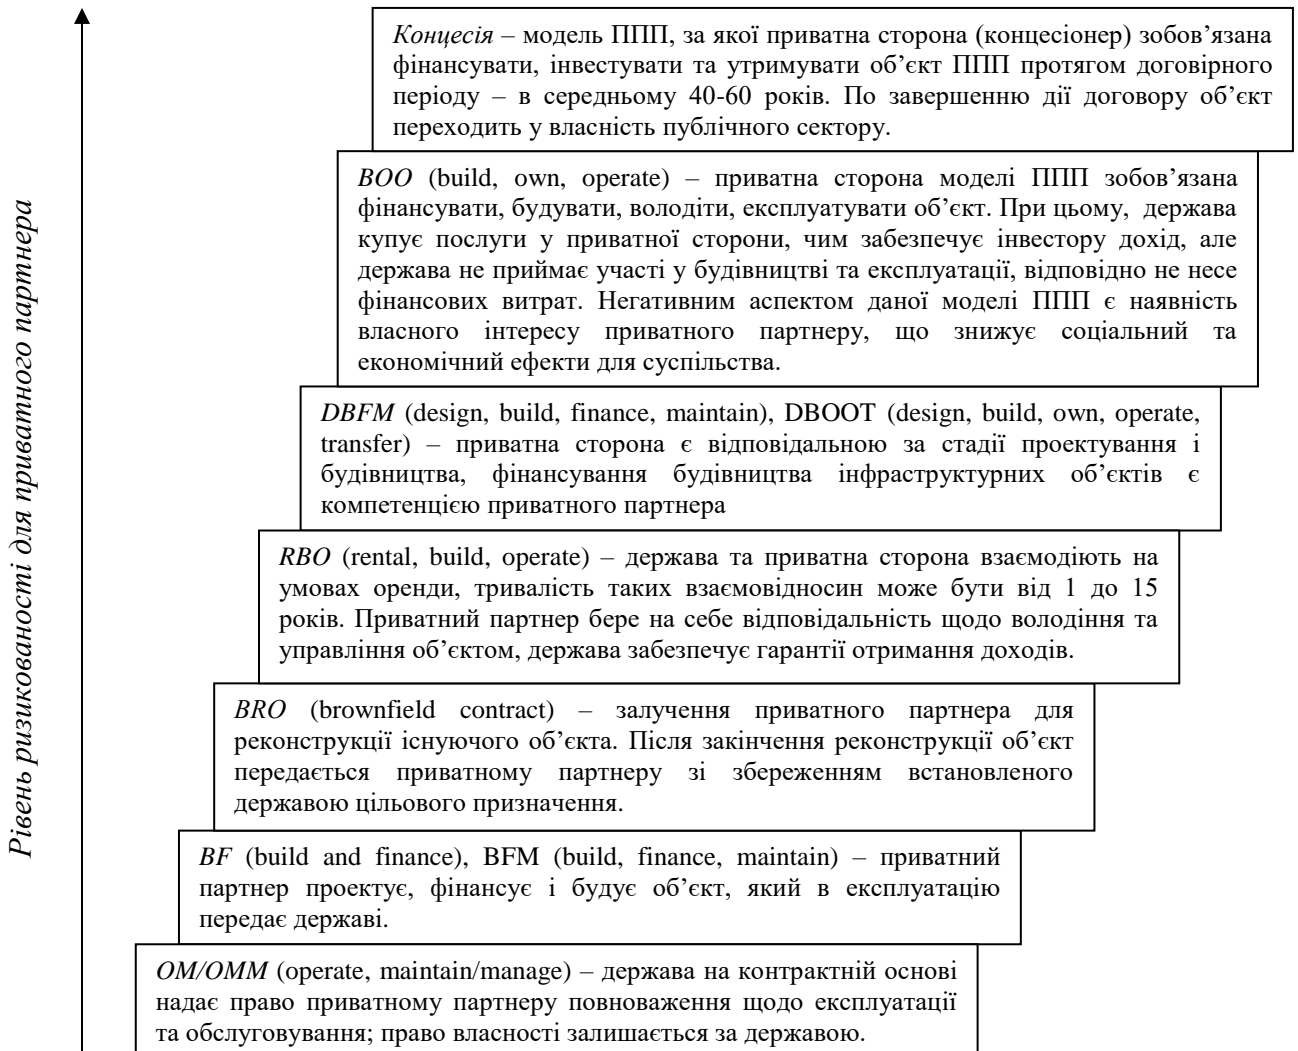 Рівень ризикованості для приватного партнера
Концесія – модель ППП, за якої приватна сторона (концесіонер) зобов’язана
фінансувати, інвестувати та утримувати об’єкт ППП протягом договірного
періоду – в середньому 40-60 років. По завершенню дії договору об’єкт
переходить у власність публічного сектору.
BOO (build, own, operate) – приватна сторона моделі ППП зобов’язана
фінансувати, будувати, володіти, експлуатувати об’єкт. При цьому, держава
купує послуги у приватної сторони, чим забезпечує інвестору дохід, але
держава не приймає участі у будівництві та експлуатації, відповідно не несе
фінансових витрат. Негативним аспектом даної моделі ППП є наявність
власного інтересу приватного партнеру, що знижує соціальний та
економічний ефекти для суспільства.
DBFM (design, build, finance, maintain), DBOOT (design, build, own, operate,
transfer) – приватна сторона є відповідальною за стадії проектування і
будівництва, фінансування будівництва інфраструктурних об’єктів є
компетенцією приватного партнера
RBO (rental, build, operate) – держава та приватна сторона взаємодіють на
умовах оренди, тривалість таких взаємовідносин може бути від 1 до 15
років. Приватний партнер бере на себе відповідальність щодо володіння та
управління об’єктом, держава забезпечує гарантії отримання доходів.
BRO (brownfield contract) – залучення приватного партнера для
реконструкції існуючого об’єкта. Після закінчення реконструкції об’єкт
передається приватному партнеру зі збереженням встановленого
державою цільового призначення.
BF (build and finance), BFM (build, finance, maintain) – приватний
партнер проектує, фінансує і будує об’єкт, який в експлуатацію
передає державі.
OM/OMM (operate, maintain/manage) – держава на контрактній основі
надає право приватному партнеру повноваження щодо експлуатації
та обслуговування; право власності залишається за державою.